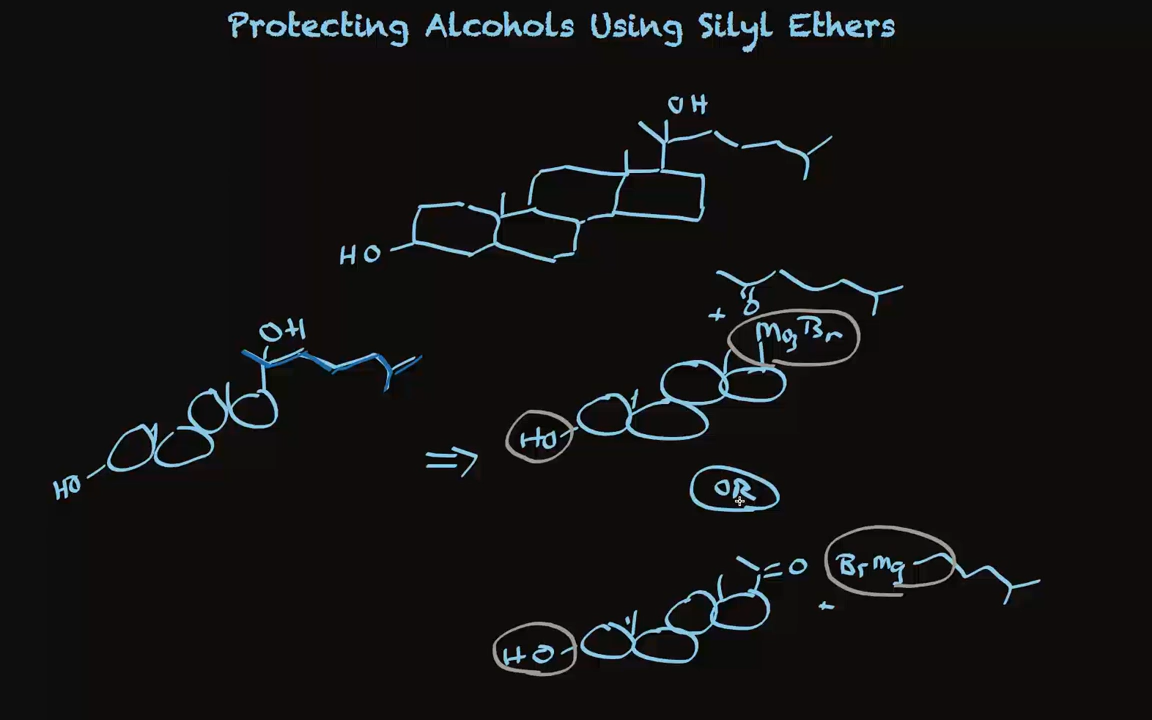 Protecting Alcohols Using Silyl Ethers
OH
HO
O
+
MgBr
OH
HO
HO
⇒
OR
=O
BrMg
+
HO